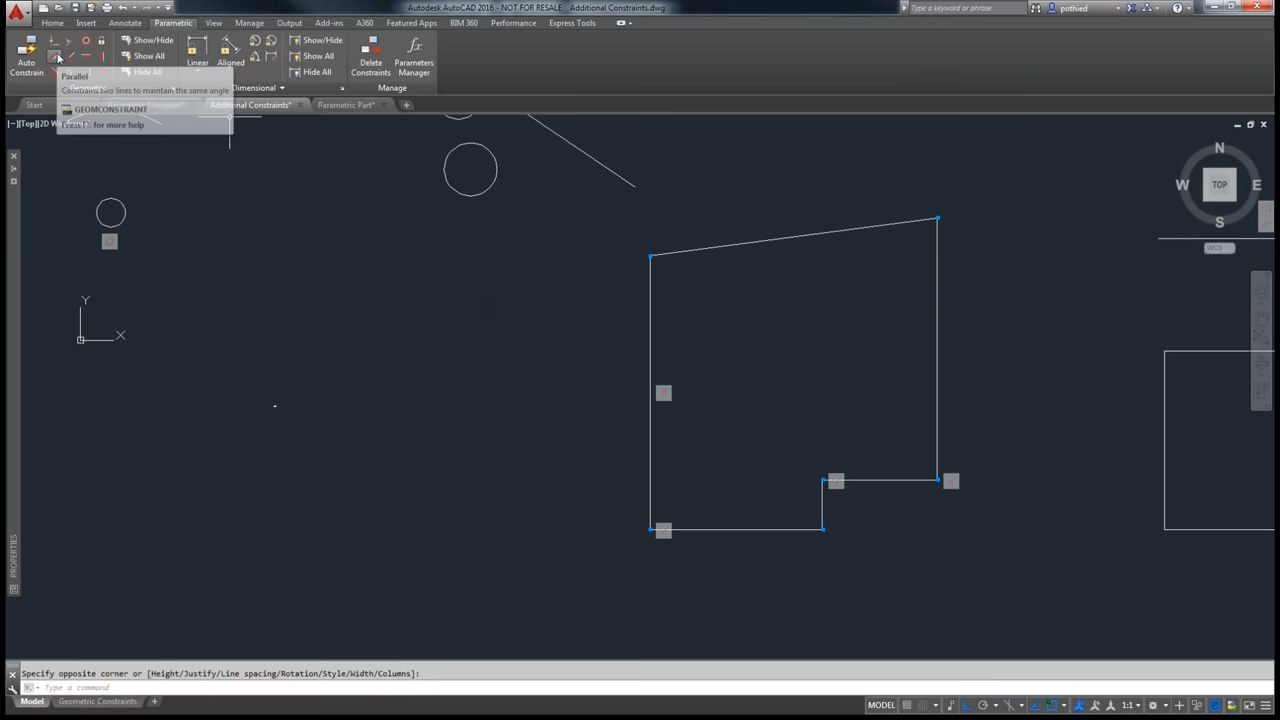 Autodesk AutoCAD 2016 - NOT FOR RESALE Additional Constraints.dwg
Type a keyword or phrase
pothied
Home Insert Annotate Parametric View Manage Output Add-ins A360 Featured Apps BIM 360 Performance Express Tools
Auto Constrain
Show/Hide
Show All
Hide All
Linear
Aligned
Show/Hide
Show All
Hide All
Delete Constraints
Parameters Manager
Dimensional
Manage
Parallel
Constrains two lines to maintain the same angle
GEOMCONSTRAINT
for more help
Start
Additional Constraints*
Parametric Part*
[−][Top][2D W
N
W
TOP
E
S
WCS
Y
X
PROPERTIES
Specify opposite corner or [Height/Justify/Line spacing/Rotation/Style/Width/Columns]:
Type a command
Model
Geometric Constraints
MODEL
1:1